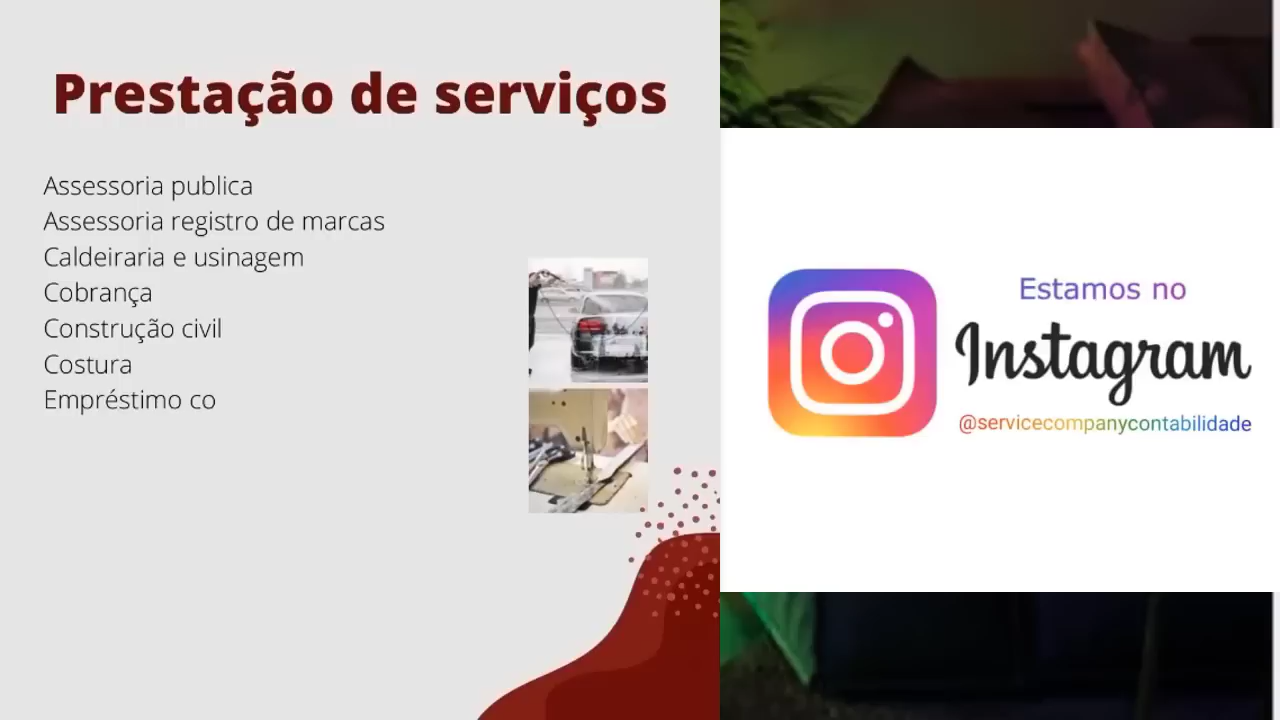 Prestação de serviços
Assessoria publica
Assessoria registro de marcas
Caldeiraria e usinagem
Cobrança
Construção civil
Costura
Empréstimo co
Estamos no
Instagram
@servicecompanycontabilidade